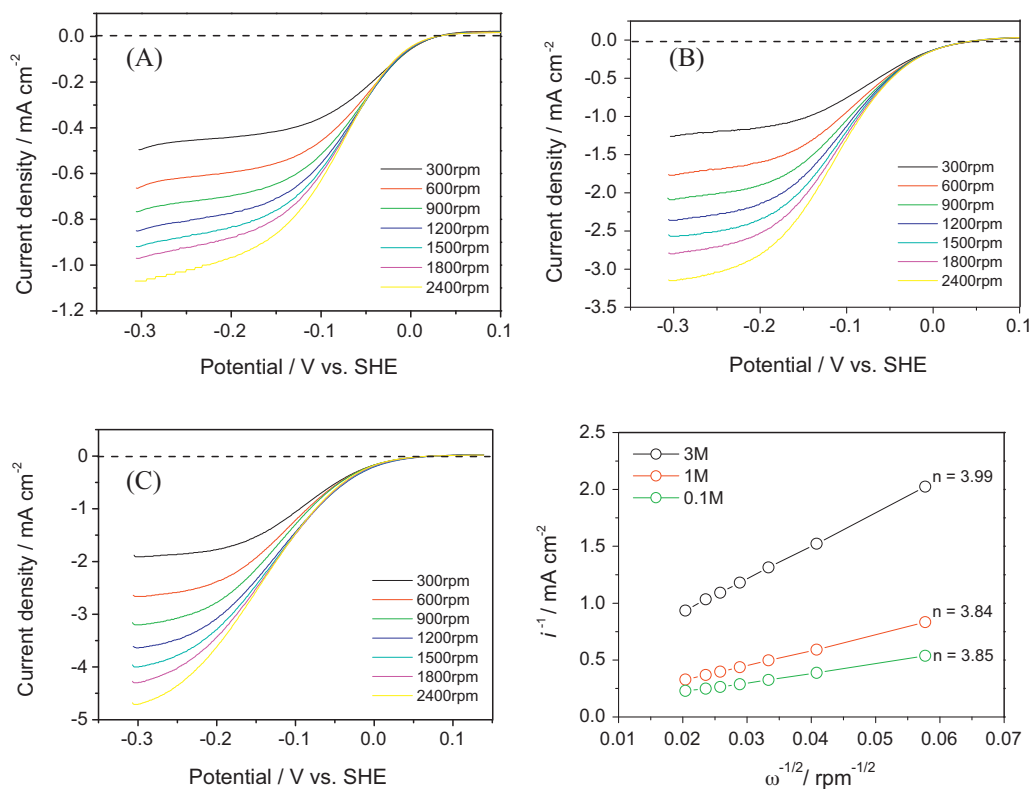 (A)
0.0
-0.2
-0.4
-0.6
-0.8
-1.0
-1.2
Current density / mA cm⁻²
300rpm
600rpm
900rpm
1200rpm
1500rpm
1800rpm
2400rpm
-0.3
-0.2
-0.1
0.0
0.1
Potential / V vs. SHE
(B)
0.0
-0.5
-1.0
-1.5
-2.0
-2.5
-3.0
-3.5
Current density / mA cm⁻²
300rpm
600rpm
900rpm
1200rpm
1500rpm
1800rpm
2400rpm
-0.3
-0.2
-0.1
0.0
0.1
Potential / V vs. SHE
(C)
0
-1
-2
-3
-4
-5
Current density / mA cm⁻²
300rpm
600rpm
900rpm
1200rpm
1500rpm
1800rpm
2400rpm
-0.3
-0.2
-0.1
0.0
0.1
Potential / V vs. SHE
2.5
2.0
1.5
1.0
0.5
0.0
i⁻¹/ mA cm⁻²
3M
1M
0.1M
n = 3.99
n = 3.84
n = 3.85
0.01
0.02
0.03
0.04
0.05
0.06
0.07
ω⁻¹/²/ rpm⁻¹/²